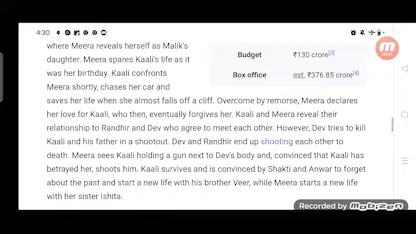 4:30
where Meera reveals herself as Malik's
daughter. Meera spares Kaali's life as it
was her birthday. Kaali confronts
Meera shortly, chases her car and
saves her life when she almost falls off a cliff. Overcome by remorse, Meera declares
her love for Kaali, who then, eventually forgives her. Kaali and Meera reveal their
relationship to Randhir and Dev who agree to meet each other. However, Dev tries to kill
Kaali and his father in a shootout. Dev and Randhir end up shooting each other to
death. Meera sees Kaali holding a gun next to Dev's body and, convinced that Kaali has
betrayed her, shoots him. Kaali survives and is convinced by Shakti and Anwar to forget
about the past and start a new life with his brother Veer, while Meera starts a new life
with her sister Ishita.
Budget ₹130 crore[3]
Box office est. ₹376.85 crore[4]
Recorded by
Mobizen